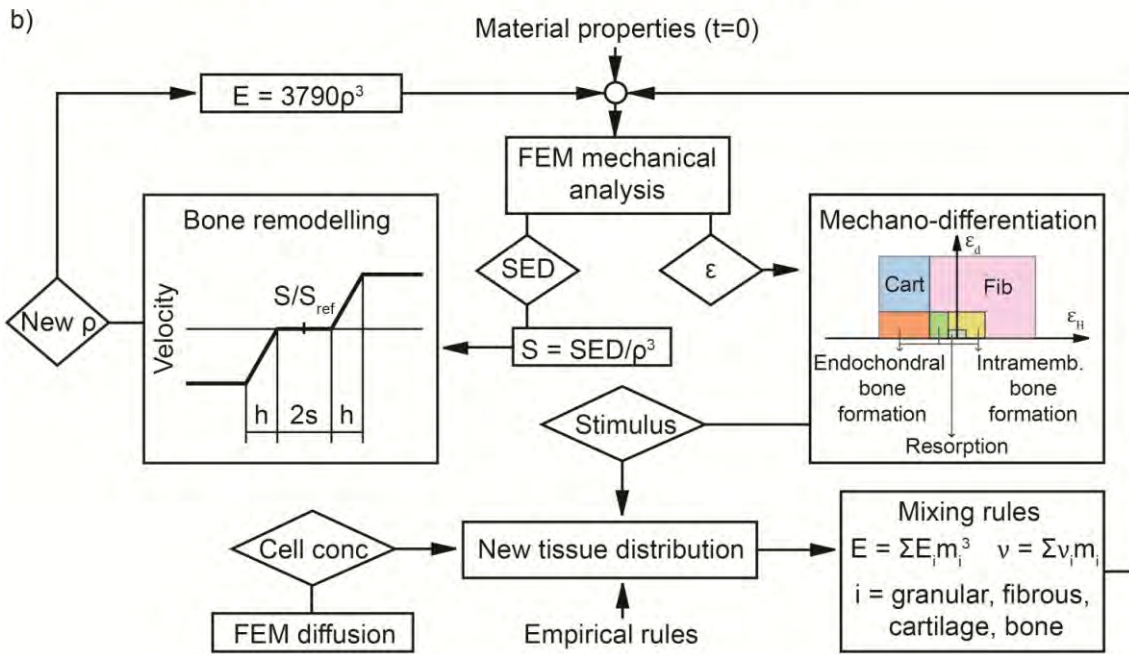 b)
Material properties (t=0)
E = 3790ρ³
FEM mechanical
analysis
Bone remodelling
Velocity
S/S_ref
h
2s
h
New ρ
SED
ε
S = SED/ρ³
Mechano-differentiation
ε_d
Cart
Fib
ε_H
Endochondral
bone
formation
Intramemb.
bone
formation
Resorption
Stimulus
Cell conc
New tissue distribution
FEM diffusion
Empirical rules
Mixing rules
E = ΣE_i m_i³ ν = Σν_i m_i
i = granular, fibrous,
cartilage, bone